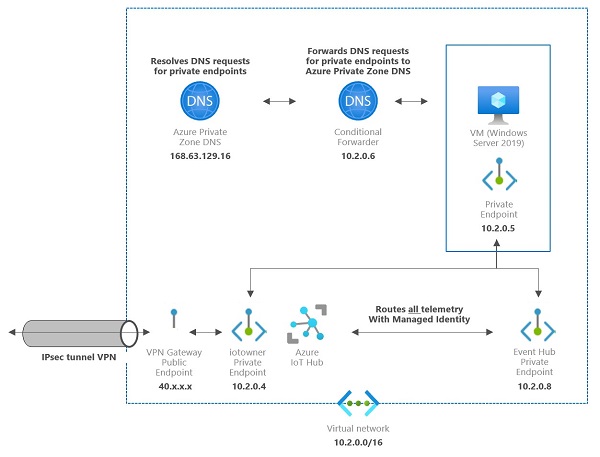 Resolves DNS requests
for private endpoints
Forwards DNS requests
for private endpoints to
Azure Private Zone DNS
DNS
DNS
Azure Private
Zone DNS
168.63.129.16
Conditional
Forwarder
10.2.0.6
VM (Windows
Server 2019)
Private
Endpoint
10.2.0.5
Routes all telemetry
With Managed Identity
IPsec tunnel VPN
VPN Gateway
Public
Endpoint
40.x.x.x
iotowner
Private
Endpoint
10.2.0.4
Azure
IoT Hub
Event Hub
Private
Endpoint
10.2.0.8
Virtual network
10.2.0.0/16